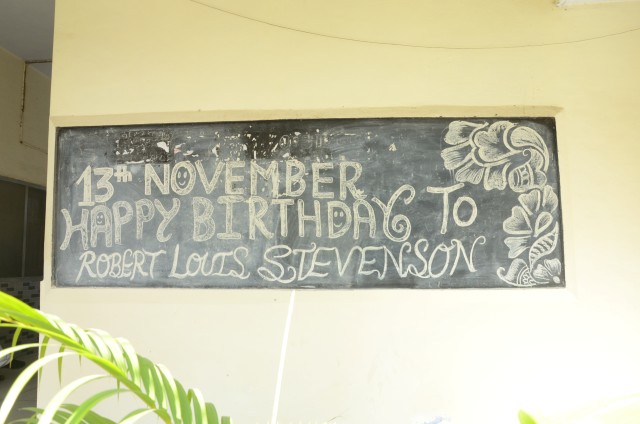 13th NOVEMBER
HAPPY BIRTHDAY TO
ROBERT LOUIS STEVENSON